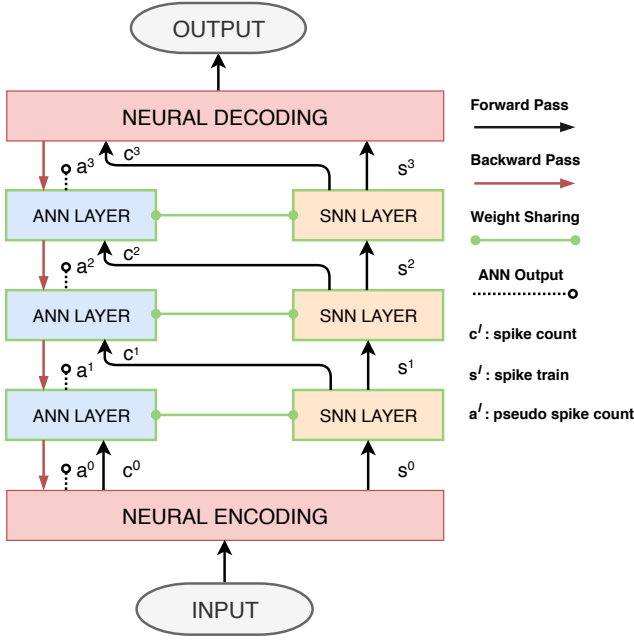 OUTPUT
NEURAL DECODING
a³ c³ s³
ANN LAYER SNN LAYER
a² c² s²
ANN LAYER SNN LAYER
a¹ c¹ s¹
ANN LAYER SNN LAYER
a⁰ c⁰ s⁰
NEURAL ENCODING
INPUT
Forward Pass
Backward Pass
Weight Sharing
ANN Output
cˡ : spike count
sˡ : spike train
aˡ : pseudo spike count